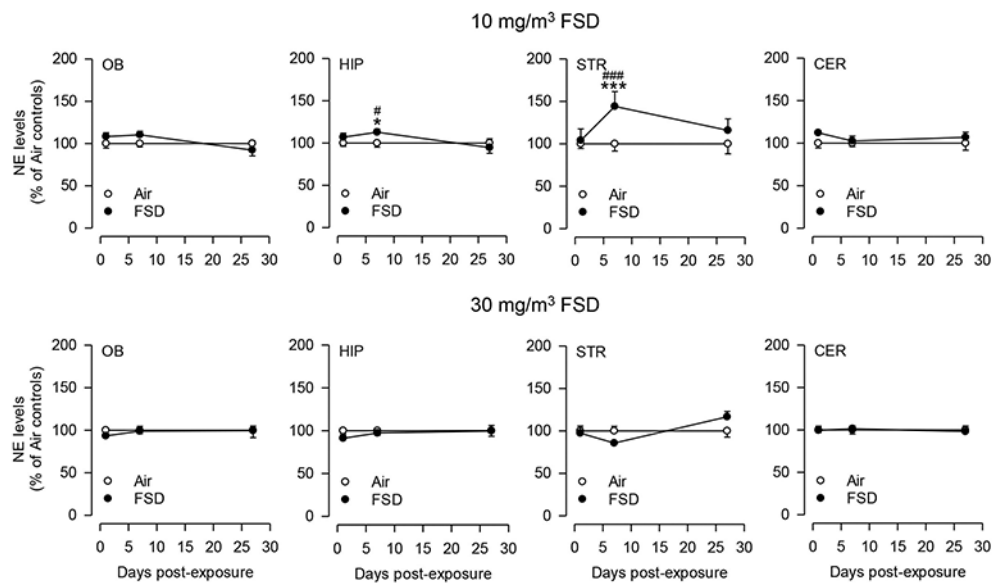 10 mg/m³ FSD
NE levels
(% of Air controls)
200
150
100
50
0
OB
Air
FSD
0 5 10 15 20 25 30
200
150
100
50
0
HIP
#
*
Air
FSD
0 5 10 15 20 25 30
200
150
100
50
0
STR
###
***
Air
FSD
0 5 10 15 20 25 30
200
150
100
50
0
CER
Air
FSD
0 5 10 15 20 25 30
30 mg/m³ FSD
NE levels
(% of Air controls)
200
150
100
50
0
OB
Air
FSD
0 5 10 15 20 25 30
Days post-exposure
200
150
100
50
0
HIP
Air
FSD
0 5 10 15 20 25 30
Days post-exposure
200
150
100
50
0
STR
Air
FSD
0 5 10 15 20 25 30
Days post-exposure
200
150
100
50
0
CER
Air
FSD
0 5 10 15 20 25 30
Days post-exposure